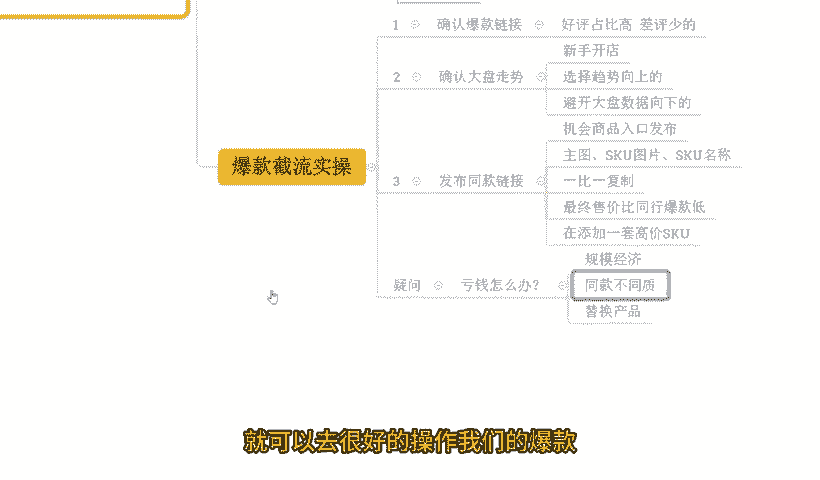 1 确认爆款链接 好评占比高 差评少的
新手开店
2 确认大盘走势 选择趋势向上的
避开大盘数据向下的
机会商品入口发布
主图、SKU图片、SKU名称
爆款截流实操
3 发布同款链接 一比一复制
最终售价比同行爆款低
在添加一套高价SKU
规模经济
疑问 亏钱怎么办? 同款不同质
替换产品
就可以去很好的操作我们的爆款